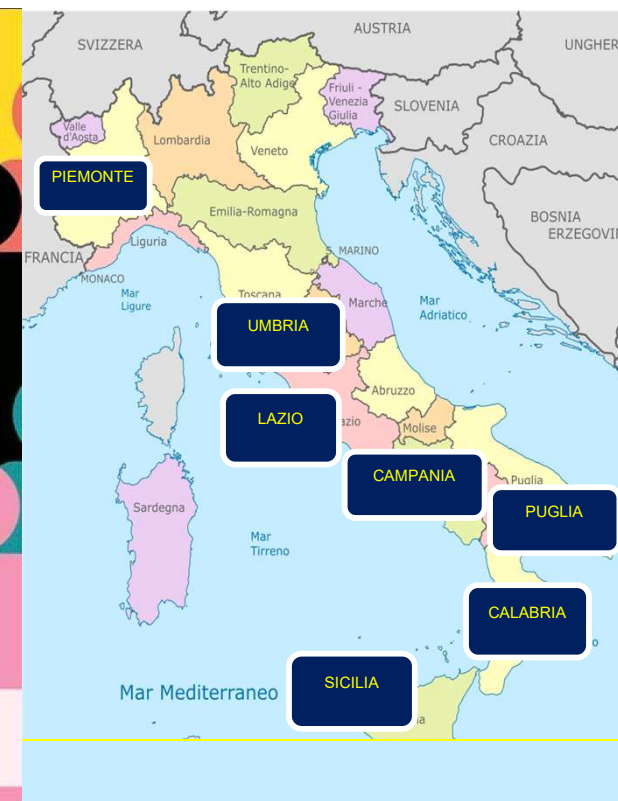 AUSTRIA
SVIZZERA
UNGHER
Trentino-
Alto Adige
Friuli -
Venezia
Giulia
SLOVENIA
Valle
d'Aosta
Lombardia
Veneto
CROAZIA
PIEMONTE
Emilia-Romagna
BOSNIA
ERZEGOVI
Liguria
S. MARINO
FRANCIA
MONACO
Mar
Ligure
Toscana
Marche
Mar
Adriatico
UMBRIA
Abruzzo
LAZIO
azio
Molise
CAMPANIA
Puglia
Sardegna
PUGLIA
Mar
Tirreno
CALABRIA
o
SICILIA
Mar Mediterraneo
ia